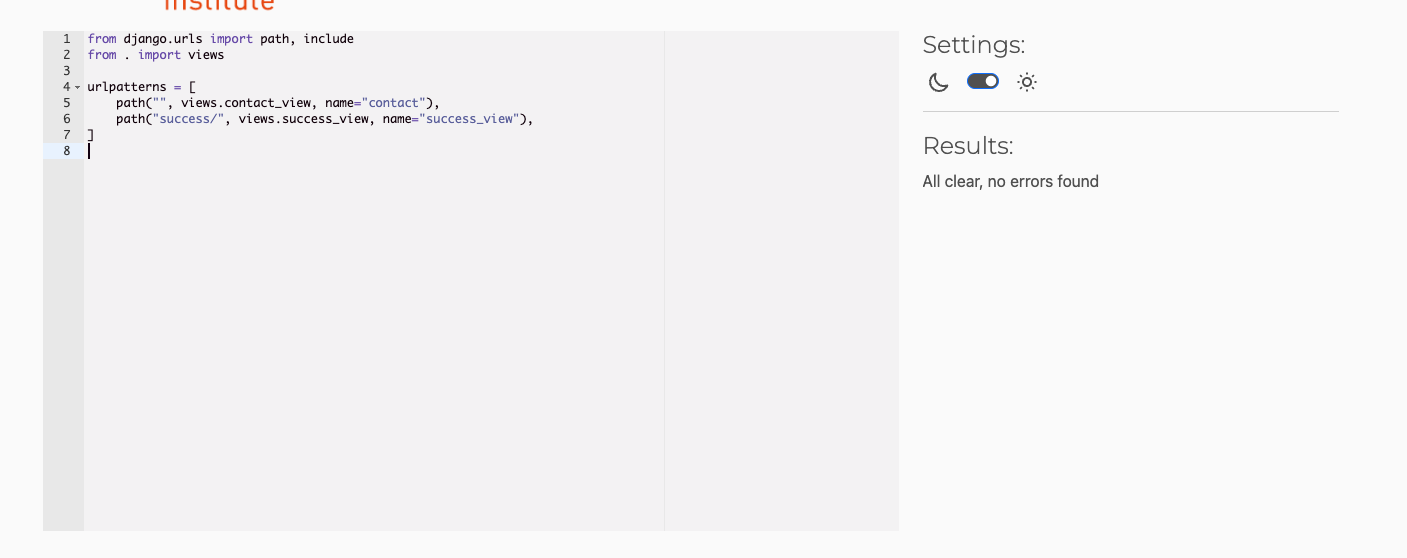 institute
1 from django.urls import path, include
2 from . import views
3
4 urlpatterns = [
5     path("", views.contact_view, name="contact"),
6     path("success/", views.success_view, name="success_view"),
7 ]
8
Settings:
Results:
All clear, no errors found